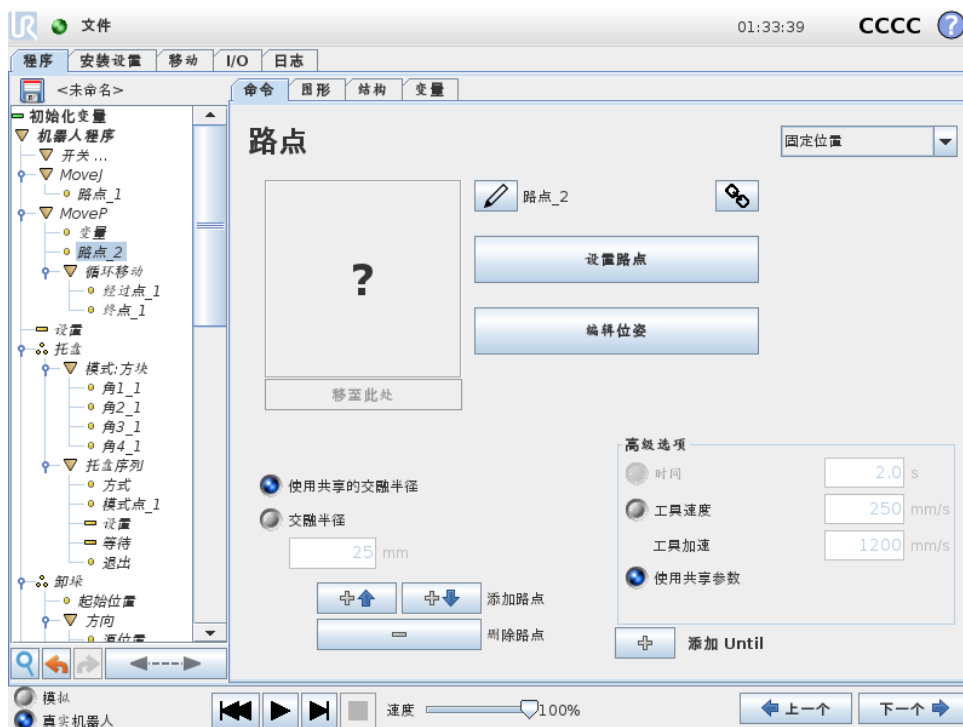 UR 文件 01:33:39 CCCC ?
程序 安装设置 移动 I/O 日志
<未命名>
命令 图形 结构 变量
初始化变量
机器人程序
开关 ...
MoveJ
路点_1
MoveP
变量
路点_2
循环移动
经过点_1
终点_1
设置
托盘
模式:方块
角1_1
角2_1
角3_1
角4_1
托盘序列
方式
模式点_1
设置
等待
退出
卸垛
起始位置
方向
源位置
路点
固定位置
?
路点_2
设置路点
编辑位姿
移至此处
使用共享的交融半径
交融半径
25 mm
添加路点
删除路点
高级选项
时间 2.0 s
工具速度 250 mm/s
工具加速 1200 mm/s
使用共享参数
添加 Until
模拟
真实机器人
速度 100%
上一个 下一个